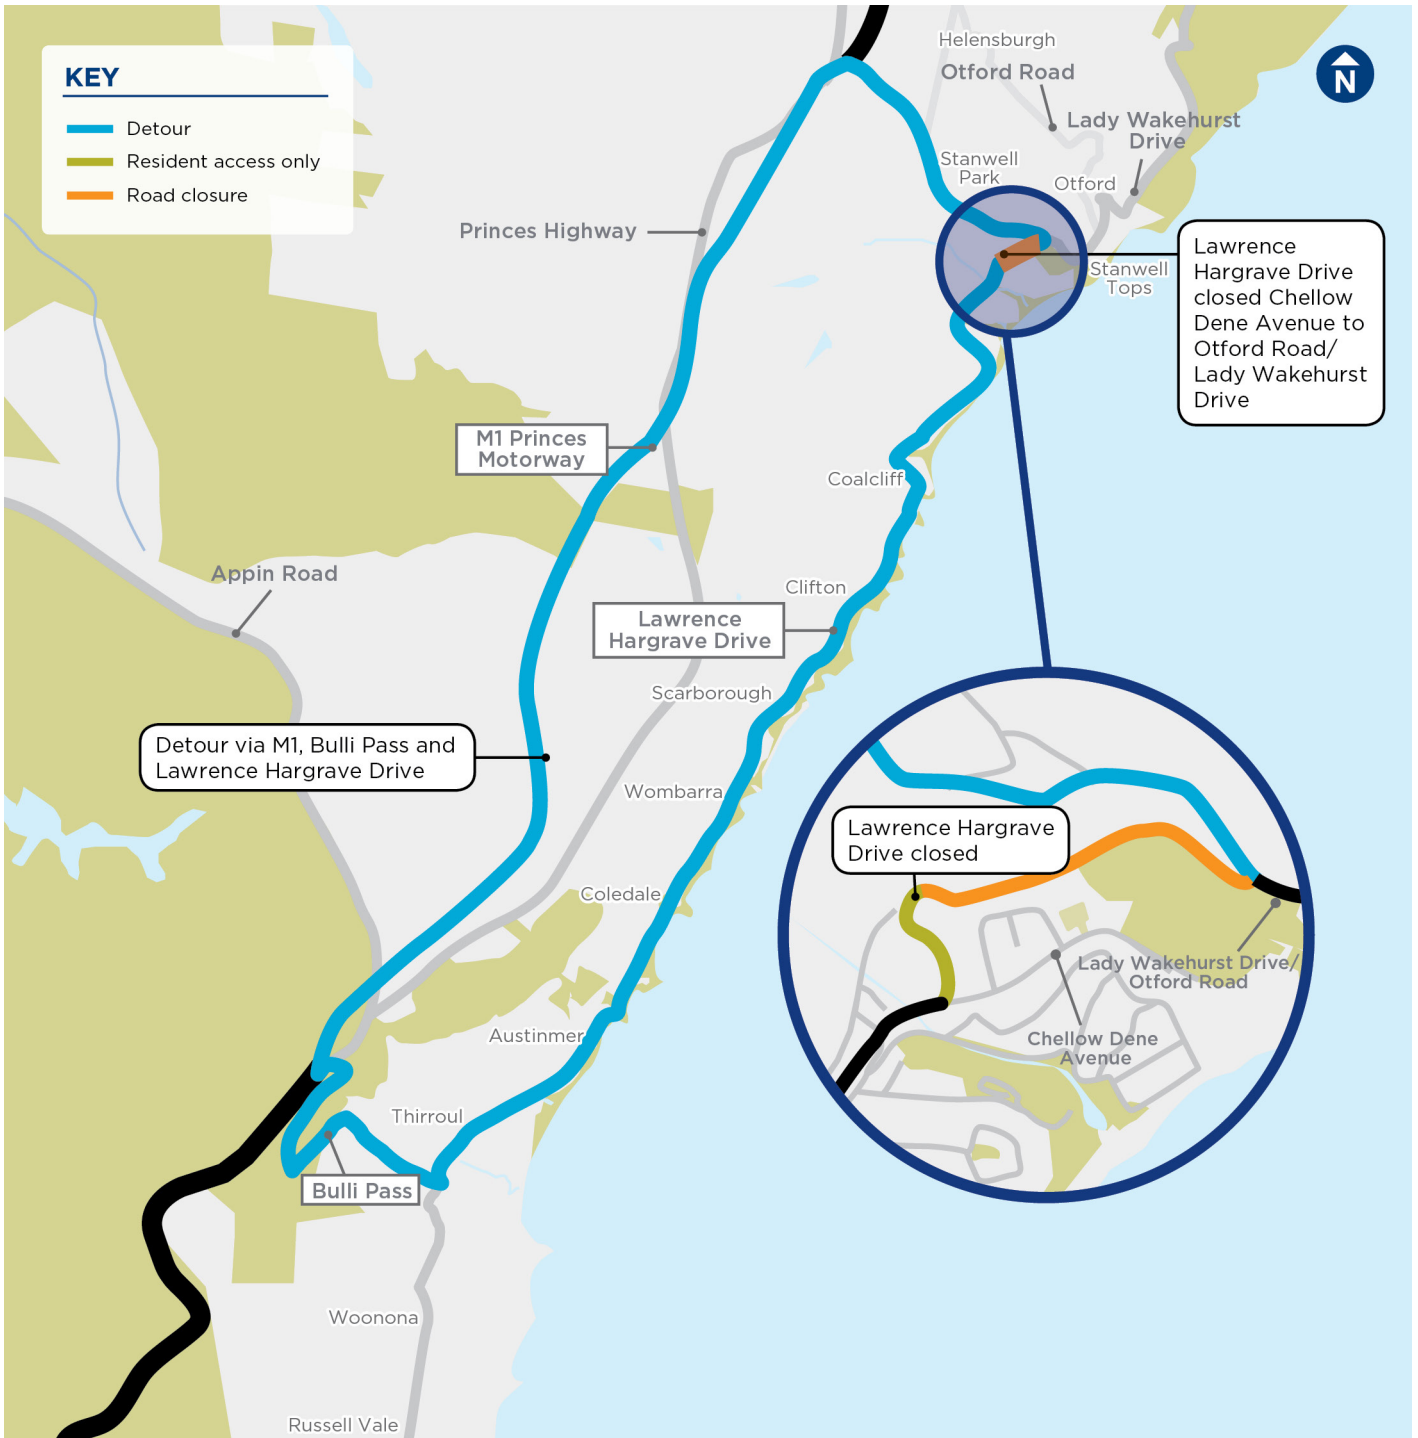 KEY
Detour
Resident access only
Road closure
N
Helensburgh
Otford Road
Lady Wakehurst
Drive
Stanwell
Park
Otford
Princes Highway
Stanwell
Tops
Lawrence
Hargrave Drive
closed Chellow
Dene Avenue to
Otford Road/
Lady Wakehurst
Drive
M1 Princes
Motorway
Coalcliff
Appin Road
Clifton
Lawrence
Hargrave Drive
Scarborough
Detour via M1, Bulli Pass and
Lawrence Hargrave Drive
Wombarra
Lawrence Hargrave
Drive closed
Coledale
Lady Wakehurst Drive/
Otford Road
Austinmer
Chellow Dene
Avenue
Thirroul
Bulli Pass
Woonona
Russell Vale